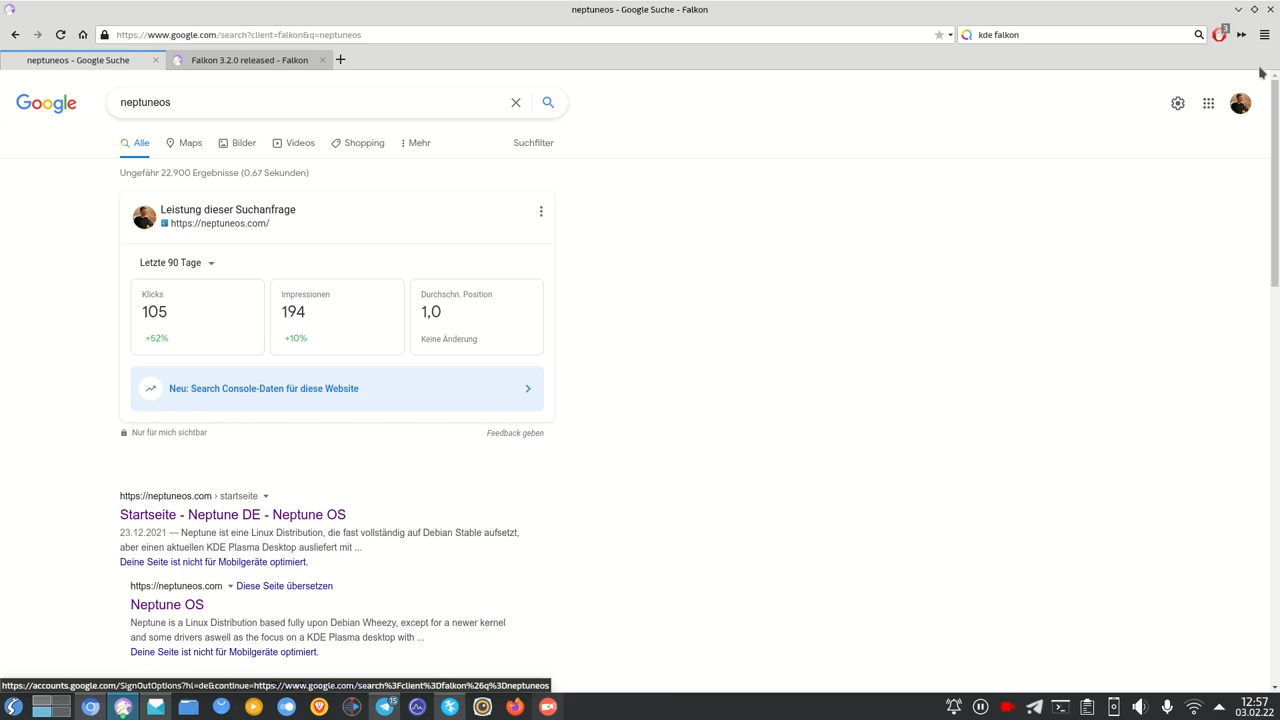 neptuneos - Google Suche - Falkon
https://www.google.com/search?client=falkon&q=neptuneos
kde falkon
3
neptuneos - Google Suche
Falkon 3.2.0 released - Falkon
Google
neptuneos
Alle
Maps
Bilder
Videos
Shopping
Mehr
Suchfilter
Ungefähr 22.900 Ergebnisse (0,67 Sekunden)
Leistung dieser Suchanfrage
https://neptuneos.com/
Letzte 90 Tage
Klicks
105
+52%
Impressionen
194
+10%
Durchschn. Position
1,0
Keine Änderung
Neu: Search Console-Daten für diese Website
Nur für mich sichtbar
Feedback geben
https://neptuneos.com › startseite
Startseite - Neptune DE - Neptune OS
23.12.2021 — Neptune ist eine Linux Distribution, die fast vollständig auf Debian Stable aufsetzt,
aber einen aktuellen KDE Plasma Desktop ausliefert mit ...
Deine Seite ist nicht für Mobilgeräte optimiert.
https://neptuneos.com
Diese Seite übersetzen
Neptune OS
Neptune is a Linux Distribution based fully upon Debian Wheezy, except for a newer kernel
and some drivers aswell as the focus on a KDE Plasma desktop with ...
Deine Seite ist nicht für Mobilgeräte optimiert.
https://accounts.google.com/SignOutOptions?hl=de&continue=https://www.google.com/search%3Fclient%3Dfalkon%26q%3Dneptuneos
15
12:57
03.02.22